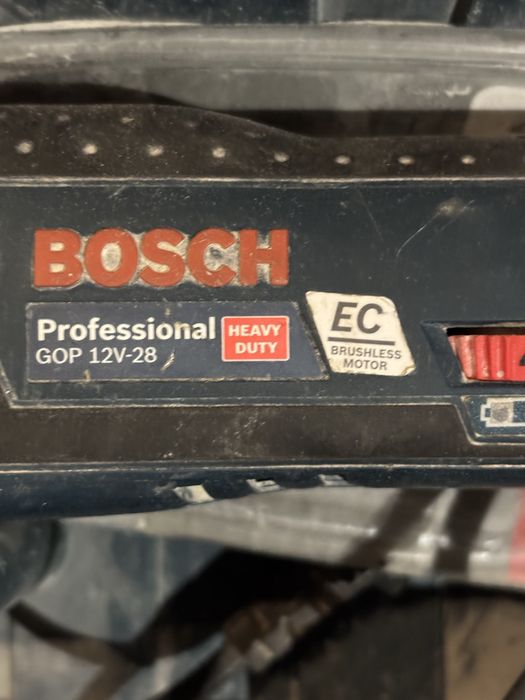 BOSCH
Professional
GOP 12V-28
HEAVY
DUTY
EC
BRUSHLESS
MOTOR